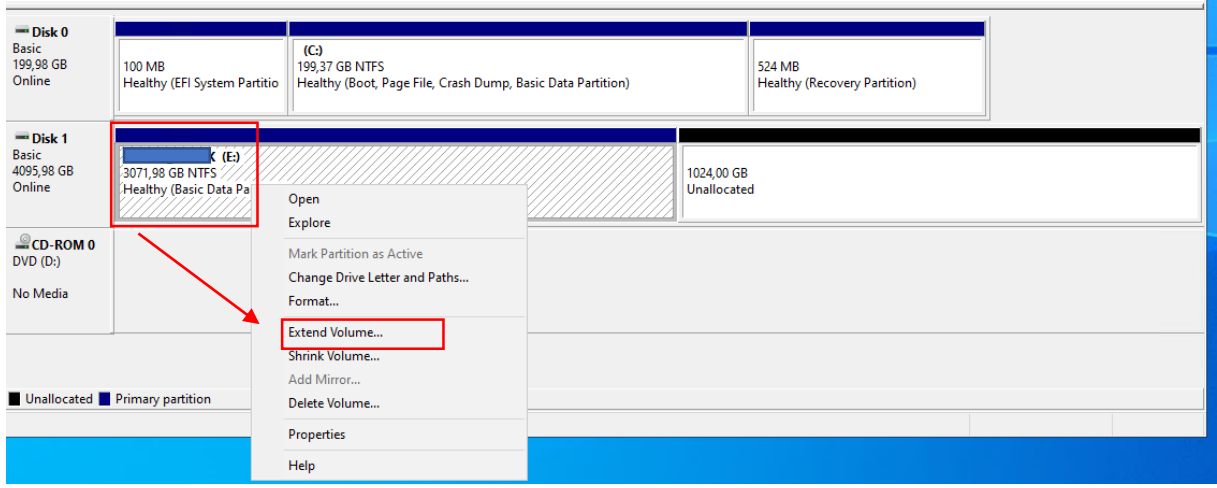 Disk 0
Basic
199,98 GB
Online
100 MB
Healthy (EFI System Partitio
(C:)
199,37 GB NTFS
Healthy (Boot, Page File, Crash Dump, Basic Data Partition)
524 MB
Healthy (Recovery Partition)
Disk 1
Basic
4095,98 GB
Online
(E:)
3071,98 GB NTFS
Healthy (Basic Data Pa
1024,00 GB
Unallocated
CD-ROM 0
DVD (D:)
No Media
Open
Explore
Mark Partition as Active
Change Drive Letter and Paths...
Format...
Extend Volume...
Shrink Volume...
Add Mirror...
Delete Volume...
Properties
Help
Unallocated Primary partition